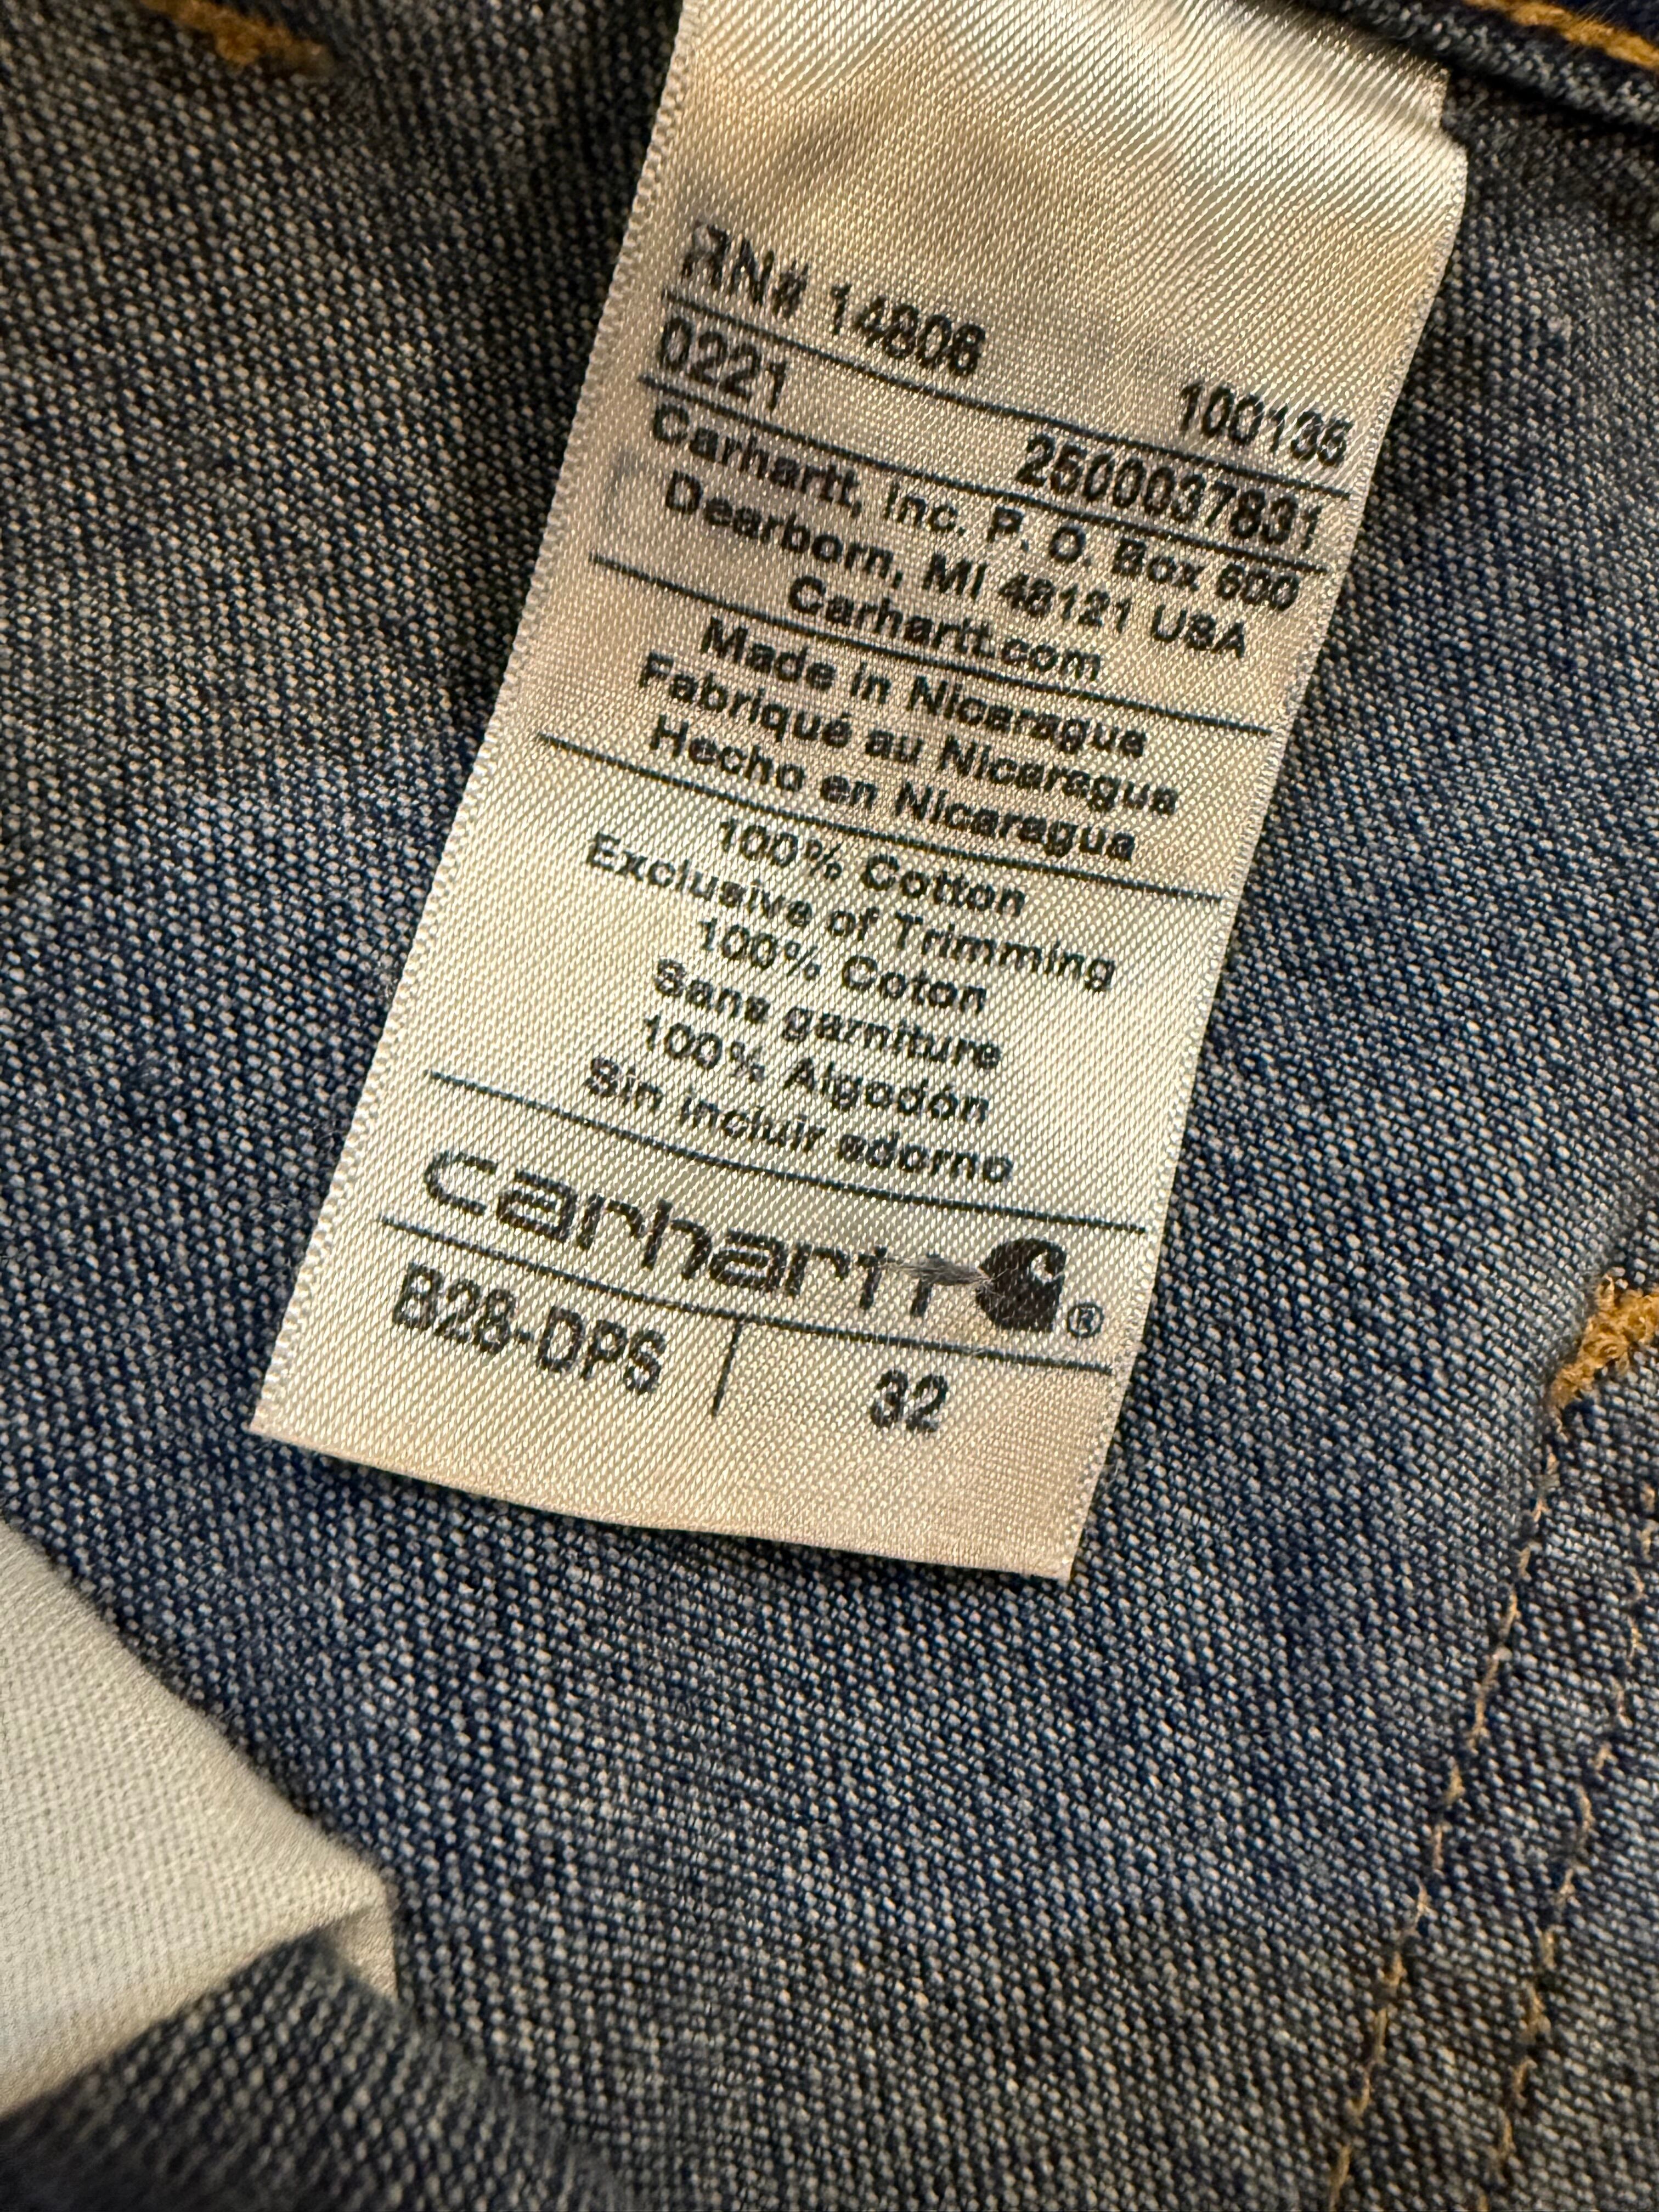 RN# 14806
100135
0221
2500037831
Carhartt, Inc. P. O. Box 600
Dearborn, MI 48121 USA
Carhartt.com
Made in Nicaragua
Fabriqué au Nicaragua
Hecho en Nicaragua
100% Cotton
Exclusive of Trimming
100% Coton
Sans garniture
100% Algodón
Sin incluir adorno
carhartt ®
B28-DPS 32